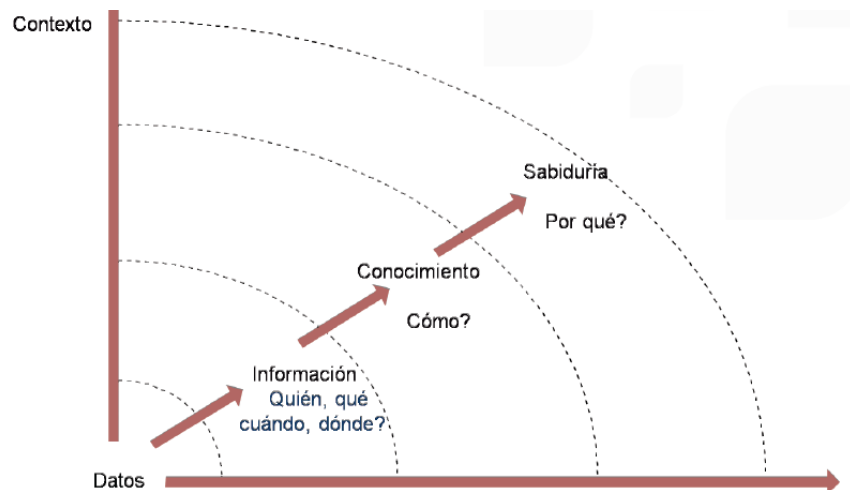 Contexto
Sabiduría
Por qué?
Conocimiento
Cómo?
Información
Quién, qué
cuándo, dónde?
Datos